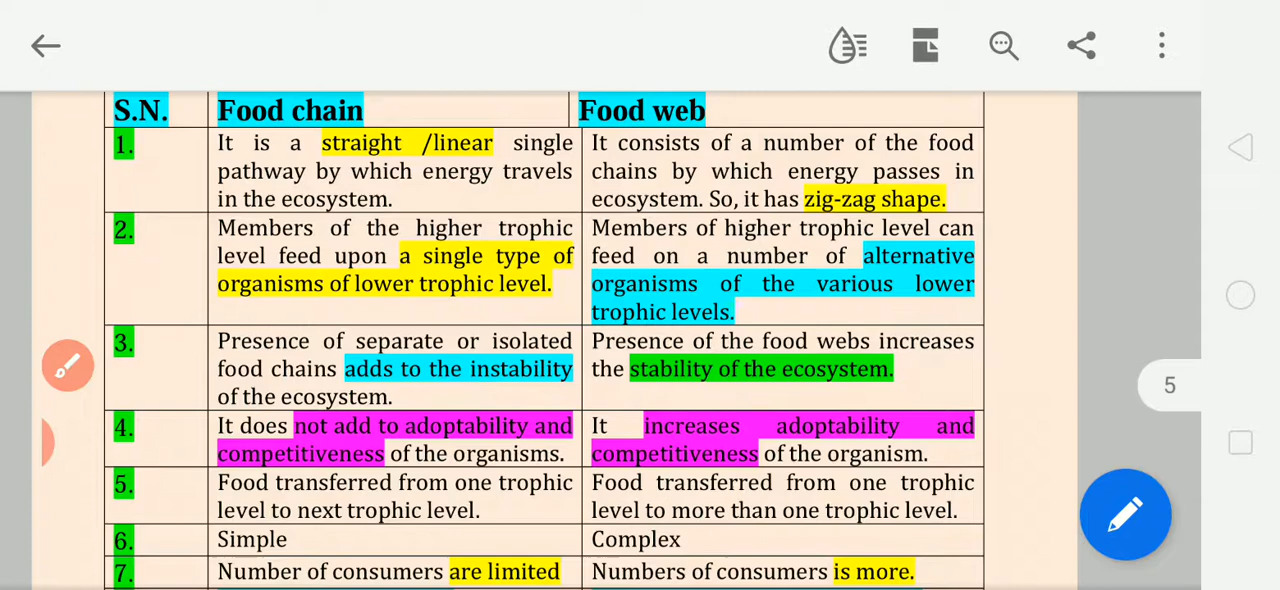 S.N. Food chain Food web
1. It is a straight /linear single It consists of a number of the food
pathway by which energy travels chains by which energy passes in
in the ecosystem. ecosystem. So, it has zig-zag shape.
2. Members of the higher trophic Members of higher trophic level can
level feed upon a single type of feed on a number of alternative
organisms of lower trophic level. organisms of the various lower
trophic levels.
3. Presence of separate or isolated Presence of the food webs increases
food chains adds to the instability the stability of the ecosystem.
of the ecosystem.
4. It does not add to adoptability and It increases adoptability and
competitiveness of the organisms. competitiveness of the organism.
5. Food transferred from one trophic Food transferred from one trophic
level to next trophic level. level to more than one trophic level.
6. Simple Complex
7. Number of consumers are limited Numbers of consumers is more.
5